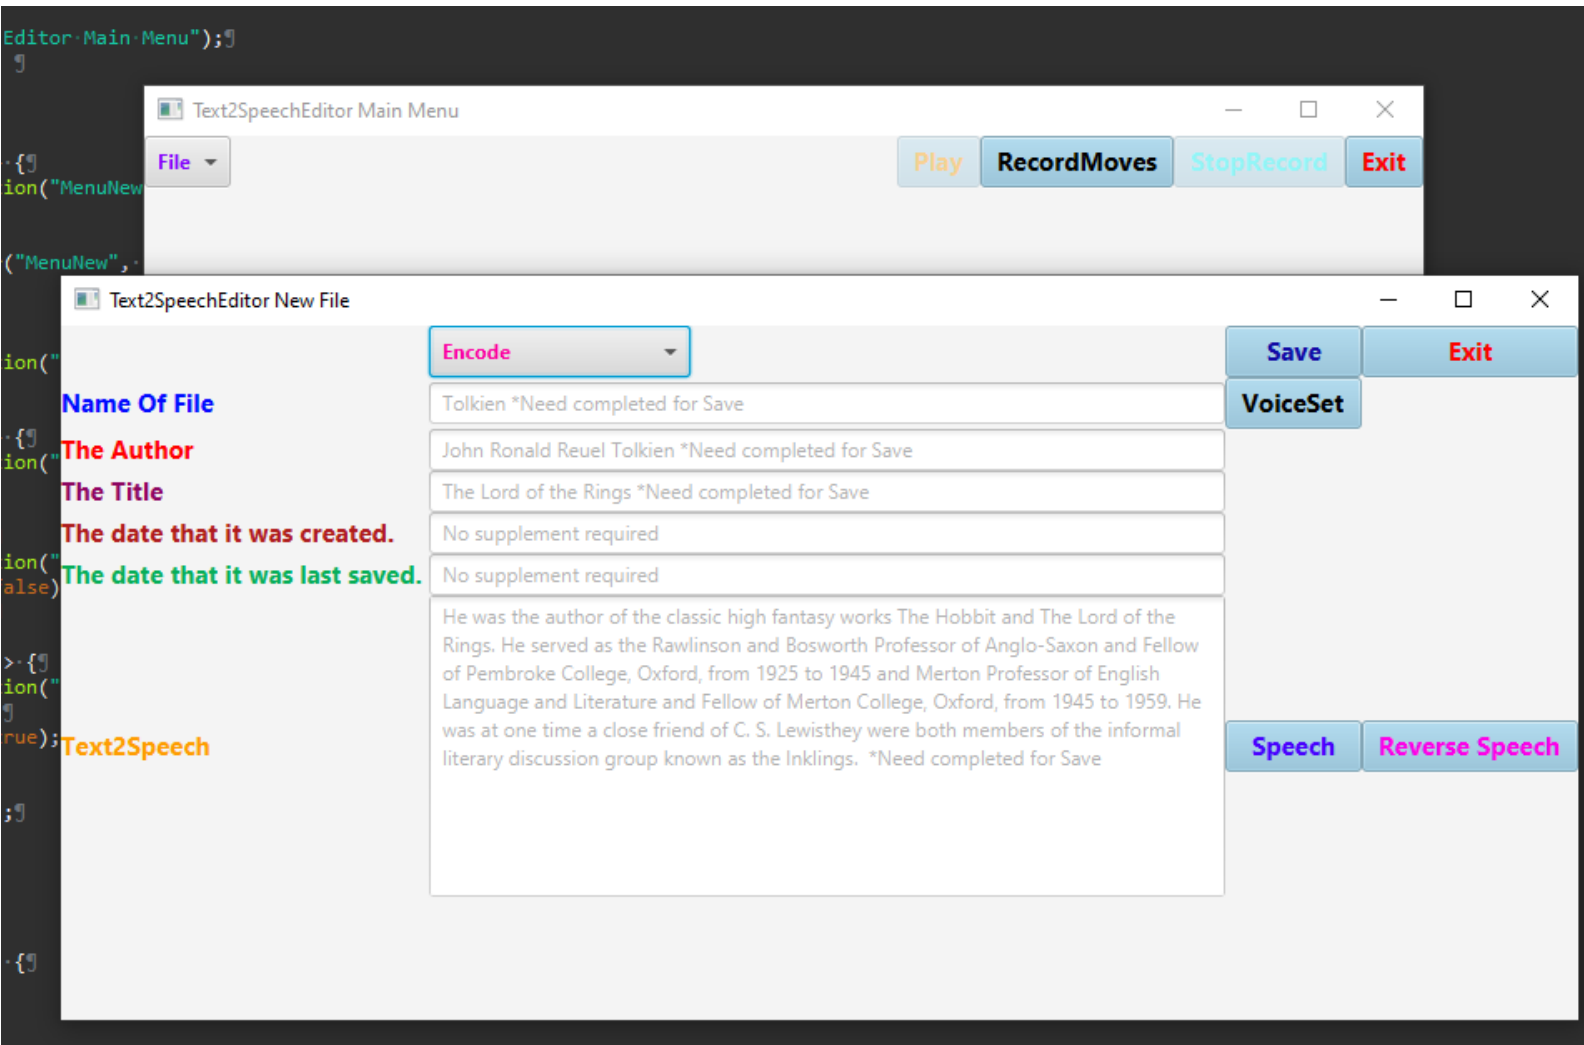 Editor·Main·Menu");¶
¶
Text2SpeechEditor Main Menu
·{¶
File
Play
RecordMoves
StopRecord
Exit
ion("MenuNew
("MenuNew",·
Text2SpeechEditor New File
ion("
Encode
Save
Exit
Name Of File
Tolkien *Need completed for Save
VoiceSet
·{¶
ion("
The Author
John Ronald Reuel Tolkien *Need completed for Save
The Title
The Lord of the Rings *Need completed for Save
The date that it was created.
No supplement required
ion("
alse)
The date that it was last saved.
No supplement required
He was the author of the classic high fantasy works The Hobbit and The Lord of the
Rings. He served as the Rawlinson and Bosworth Professor of Anglo-Saxon and Fellow
of Pembroke College, Oxford, from 1925 to 1945 and Merton Professor of English
Language and Literature and Fellow of Merton College, Oxford, from 1945 to 1959. He
was at one time a close friend of C. S. Lewisthey were both members of the informal
literary discussion group known as the Inklings.  *Need completed for Save
>·{¶
ion("
¶
rue);
Text2Speech
Speech
Reverse Speech
;¶
·{¶